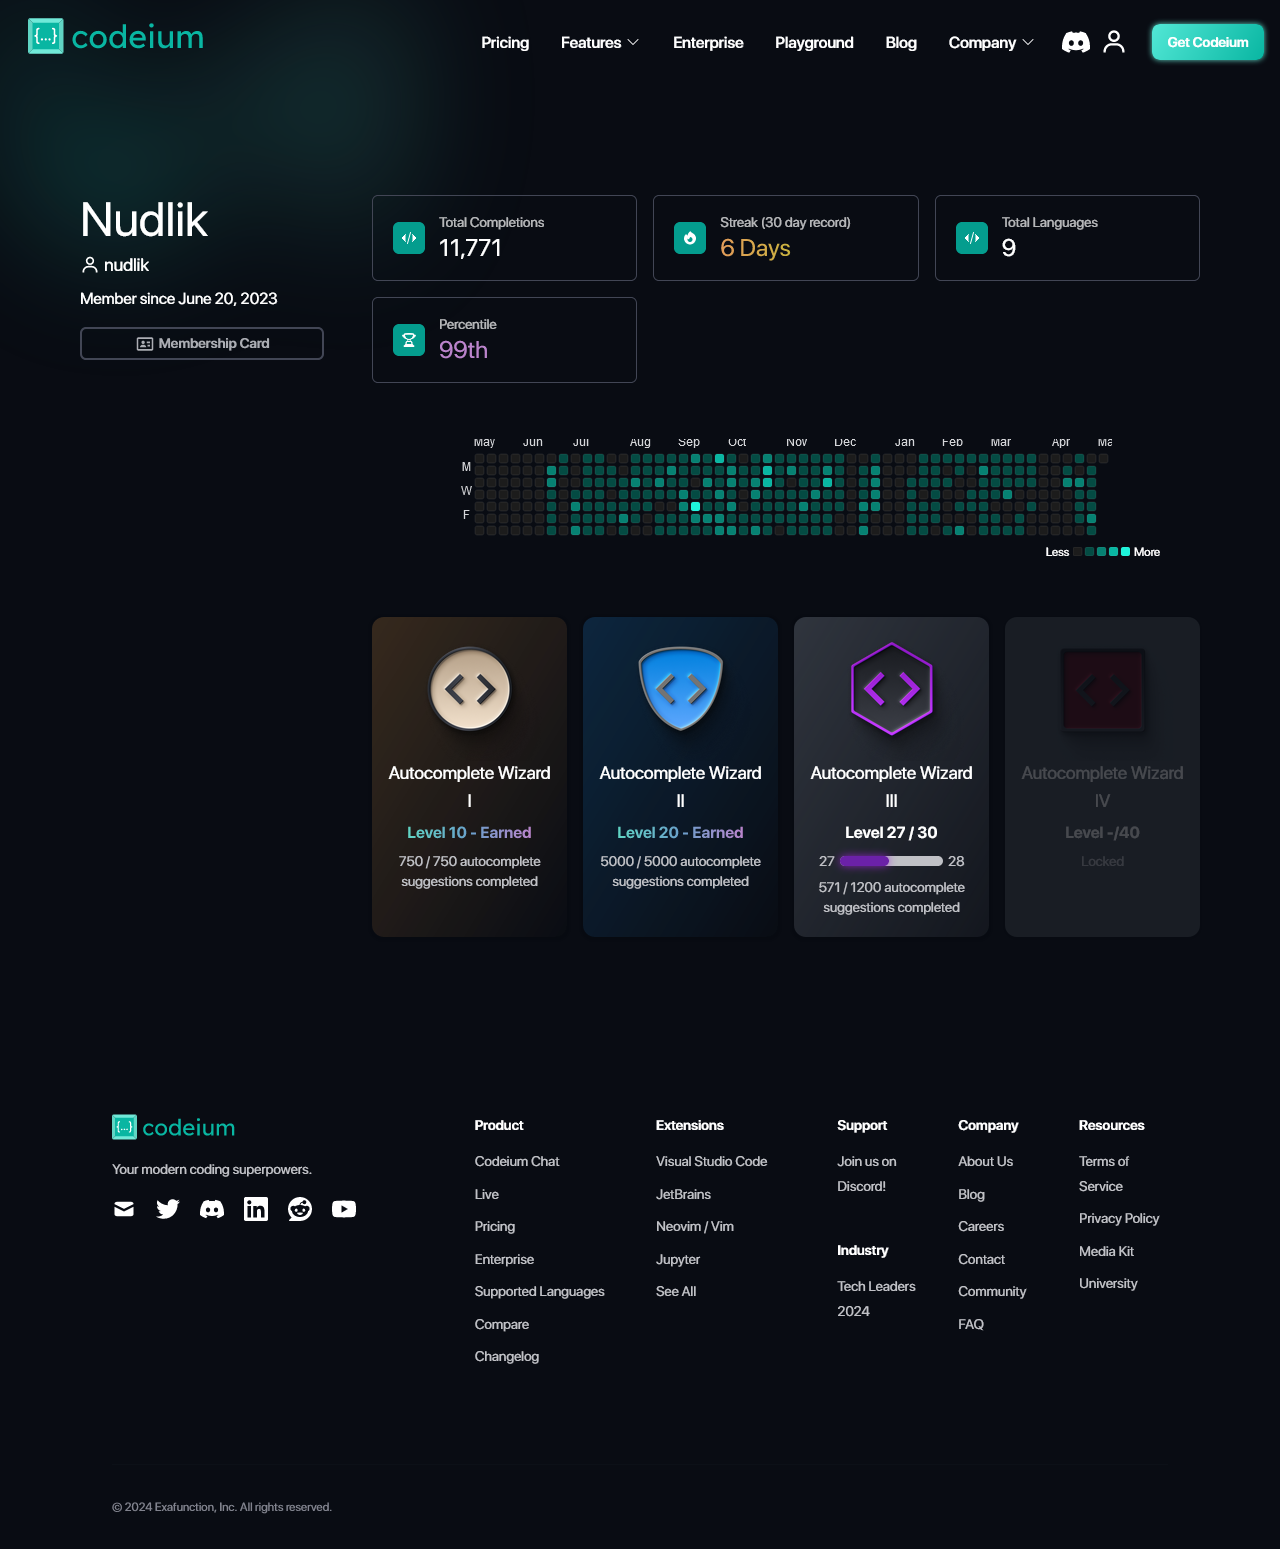 {...} codeium
Pricing
Features
Enterprise
Playground
Blog
Company
Get Codeium
Nudlik
nudlik
Member since June 20, 2023
Membership Card
Total Completions
11,771
Streak (30 day record)
6 Days
Total Languages
9
Percentile
99th
May Jun Jul Aug Sep Oct Nov Dec Jan Feb Mar Apr Ma
M
W
F
Less More
Autocomplete Wizard
I
Level 10 - Earned
750 / 750 autocomplete
suggestions completed
Autocomplete Wizard
II
Level 20 - Earned
5000 / 5000 autocomplete
suggestions completed
Autocomplete Wizard
III
Level 27 / 30
27 28
571 / 1200 autocomplete
suggestions completed
Autocomplete Wizard
IV
Level -/40
Locked
{...} codeium
Your modern coding superpowers.
Product
Codeium Chat
Live
Pricing
Enterprise
Supported Languages
Compare
Changelog
Extensions
Visual Studio Code
JetBrains
Neovim / Vim
Jupyter
See All
Support
Join us on
Discord!
Industry
Tech Leaders
2024
Company
About Us
Blog
Careers
Contact
Community
FAQ
Resources
Terms of
Service
Privacy Policy
Media Kit
University
© 2024 Exafunction, Inc. All rights reserved.